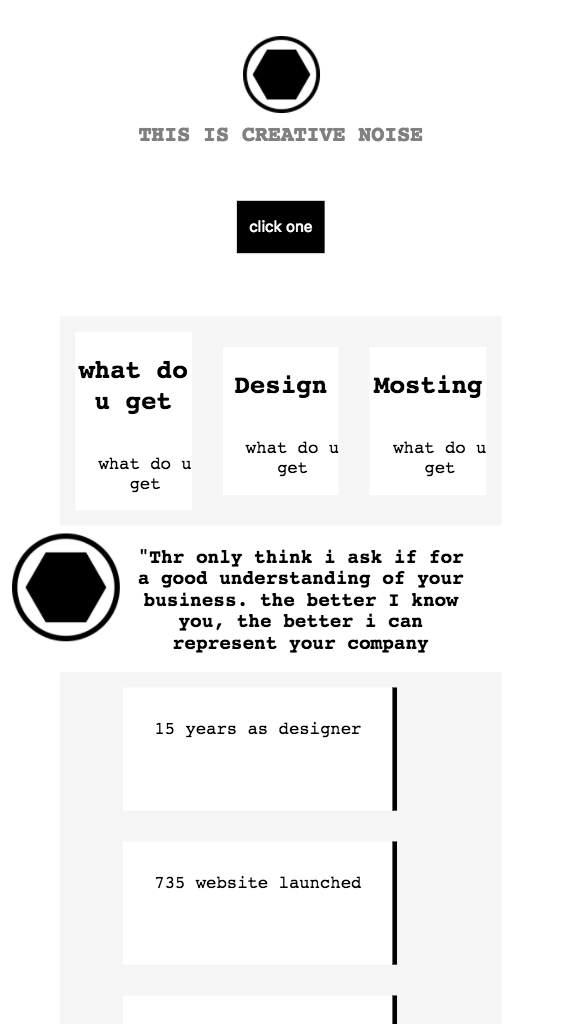 THIS IS CREATIVE NOISE
click one
what do
u get
what do u
get
Design
what do u
get
Mosting
what do u
get
"Thr only think i ask if for
a good understanding of your
business. the better I know
you, the better i can
represent your company
15 years as designer
735 website launched